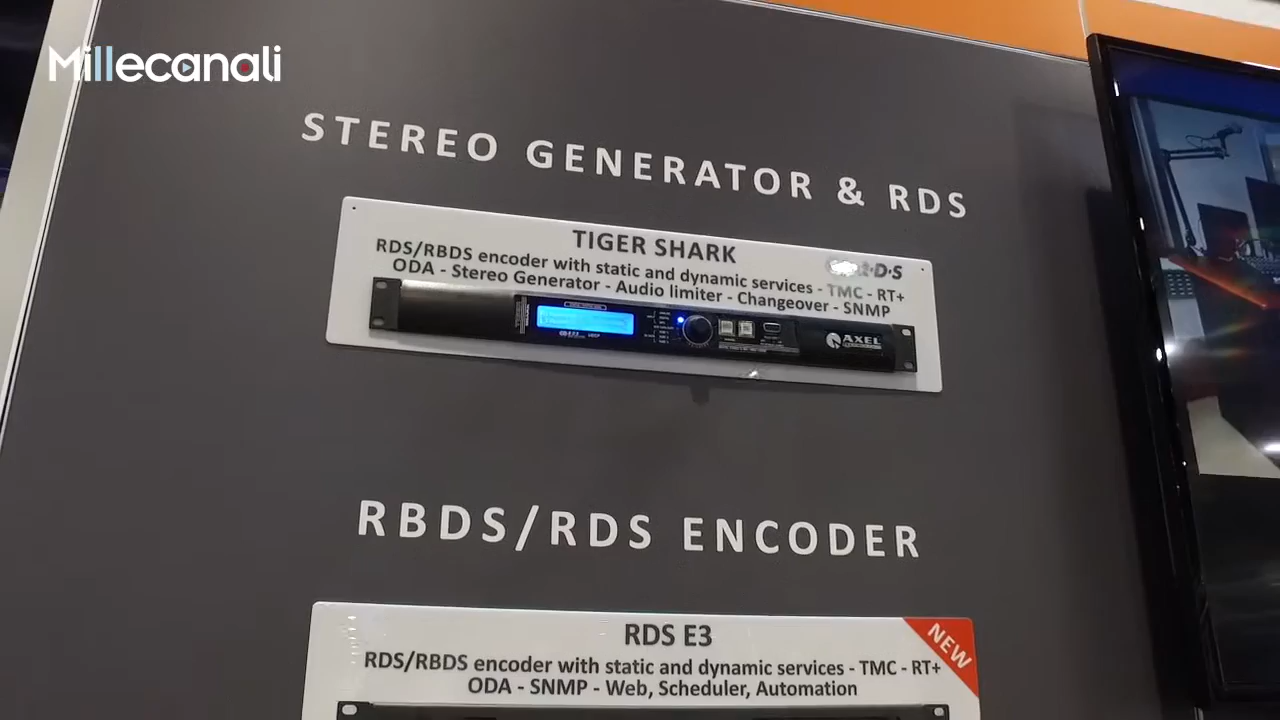 Millecanali
STEREO GENERATOR & RDS
TIGER SHARK
RDS/RBDS encoder with static and dynamic services - TMC - RT+
ODA - Stereo Generator - Audio limiter - Changeover - SNMP
AXEL
RBDS/RDS ENCODER
RDS E3
NEW
RDS/RBDS encoder with static and dynamic services - TMC - RT+
ODA - SNMP - Web, Scheduler, Automation